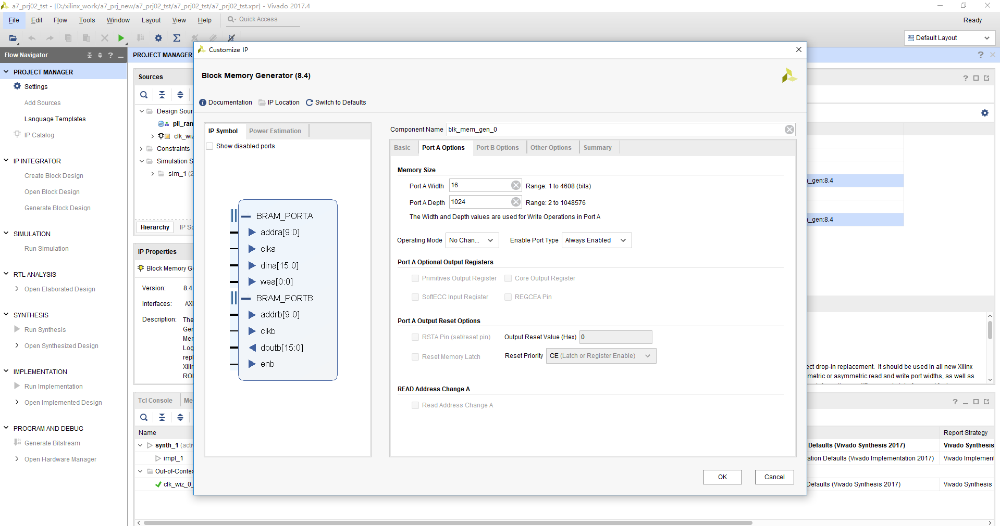 a7_prj02_tst - [D:/xilinx_work/a7_prj_new/a7_prj02_tst/a7_prj02_tst/a7_prj02_tst.xpr] - Vivado 2017.4
File Edit Flow Tools Window Layout View Help Quick Access Ready
Default Layout
Flow Navigator
PROJECT MANAGER
PROJECT MANAGER
Settings
Add Sources
Language Templates
IP Catalog
IP INTEGRATOR
Create Block Design
Open Block Design
Generate Block Design
SIMULATION
Run Simulation
RTL ANALYSIS
Open Elaborated Design
SYNTHESIS
Run Synthesis
Open Synthesized Design
IMPLEMENTATION
Run Implementation
Open Implemented Design
PROGRAM AND DEBUG
Generate Bitstream
Open Hardware Manager
Sources
Design Sour
pll_ram
clk_wiz
Constraints
Simulation S
sim_1 (2
Hierarchy IP So
IP Properties
Block Memory Ge
Version: 8.4
Interfaces: AXI
Description: The
Gen
Mem
Log
repl
Xilin
RO
Tcl Console Me
Name
synth_1 (activ
impl_1
Out-of-Contex
clk_wiz_0_
Customize IP
Block Memory Generator (8.4)
Documentation IP Location Switch to Defaults
IP Symbol Power Estimation
Show disabled ports
BRAM_PORTA
addra[9:0]
clka
dina[15:0]
wea[0:0]
BRAM_PORTB
addrb[9:0]
clkb
doutb[15:0]
enb
Component Name blk_mem_gen_0
Basic Port A Options Port B Options Other Options Summary
Memory Size
Port A Width 16 Range: 1 to 4608 (bits)
Port A Depth 1024 Range: 2 to 1048576
The Width and Depth values are used for Write Operations in Port A
Operating Mode No Chan... Enable Port Type Always Enabled
Port A Optional Output Registers
Primitives Output Register Core Output Register
SoftECC Input Register REGCEA Pin
Port A Output Reset Options
RSTA Pin (set/reset pin) Output Reset Value (Hex) 0
Reset Memory Latch Reset Priority CE (Latch or Register Enable)
READ Address Change A
Read Address Change A
OK Cancel
_gen:8.4
_gen:8.4
ect drop-in replacement. It should be used in all new Xilinx
metric or asymmetric read and write port widths, as well as
Report Strategy
Defaults (Vivado Synthesis 2017) Vivado Synthesis
ation Defaults (Vivado Implementation 2017) Vivado Implemen
Defaults (Vivado Synthesis 2017) Vivado Synthesis